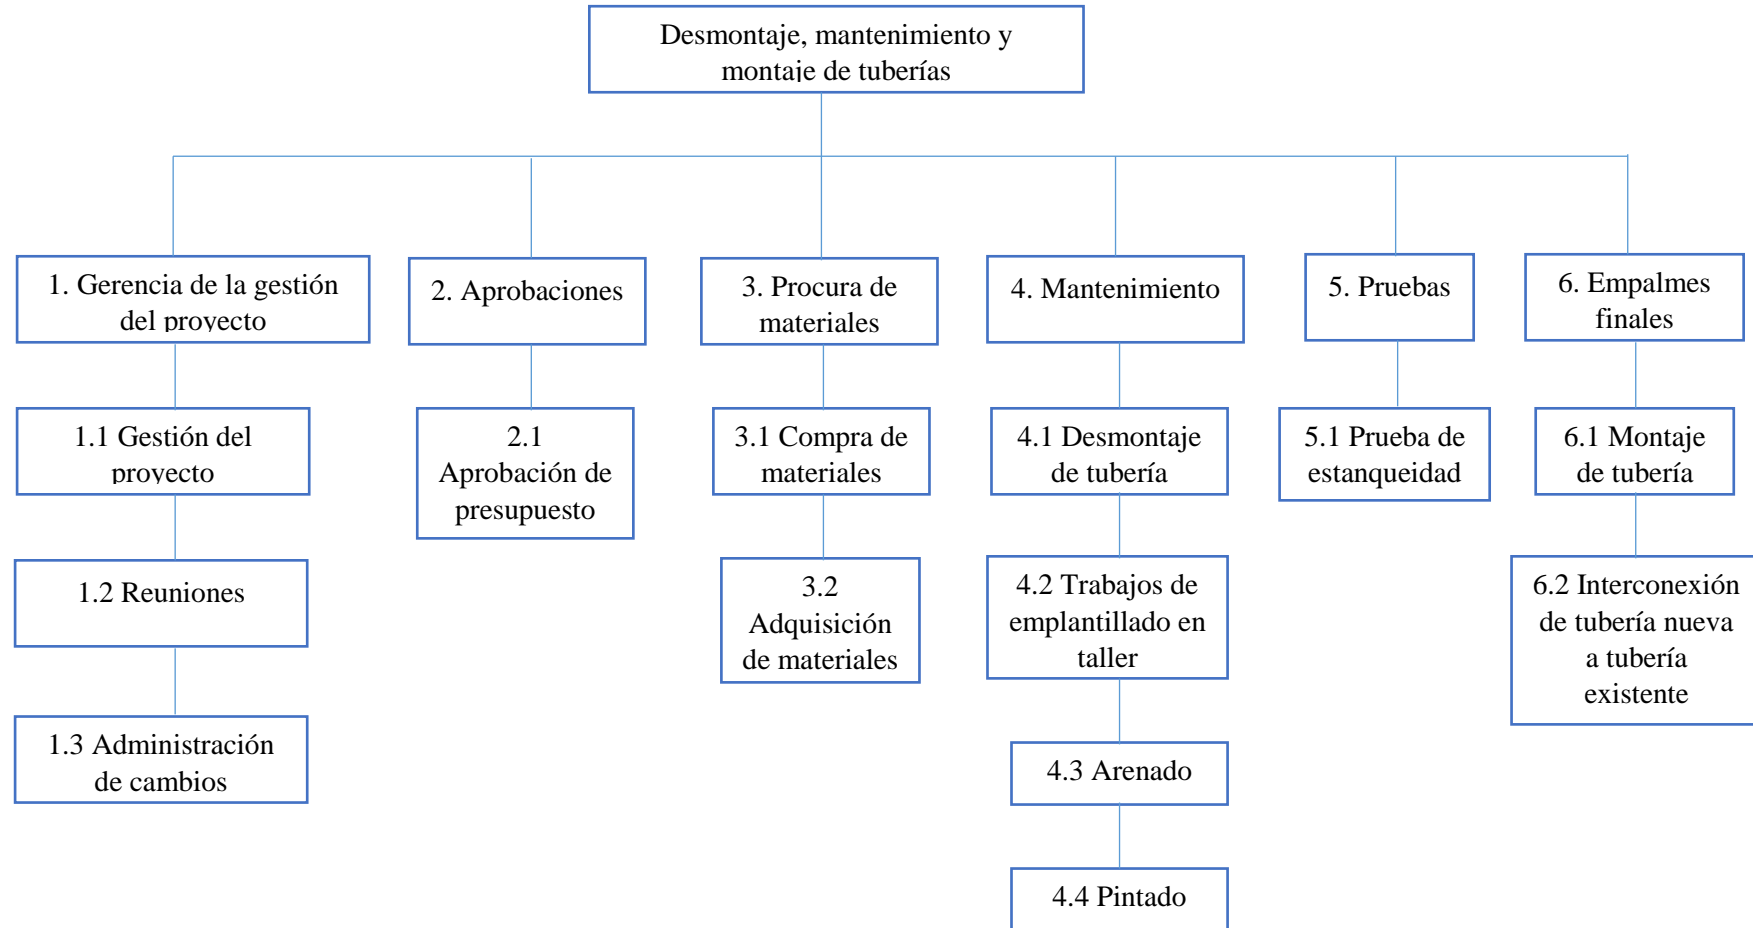 Desmontaje, mantenimiento y
montaje de tuberías
1. Gerencia de la gestión
del proyecto
2. Aprobaciones
3. Procura de
materiales
4. Mantenimiento
5. Pruebas
6. Empalmes
finales
1.1 Gestión del
proyecto
2.1
Aprobación de
presupuesto
3.1 Compra de
materiales
4.1 Desmontaje
de tubería
5.1 Prueba de
estanqueidad
6.1 Montaje
de tubería
1.2 Reuniones
3.2
Adquisición
de materiales
4.2 Trabajos de
emplantillado en
taller
6.2 Interconexión
de tubería nueva
a tubería
existente
1.3 Administración
de cambios
4.3 Arenado
4.4 Pintado